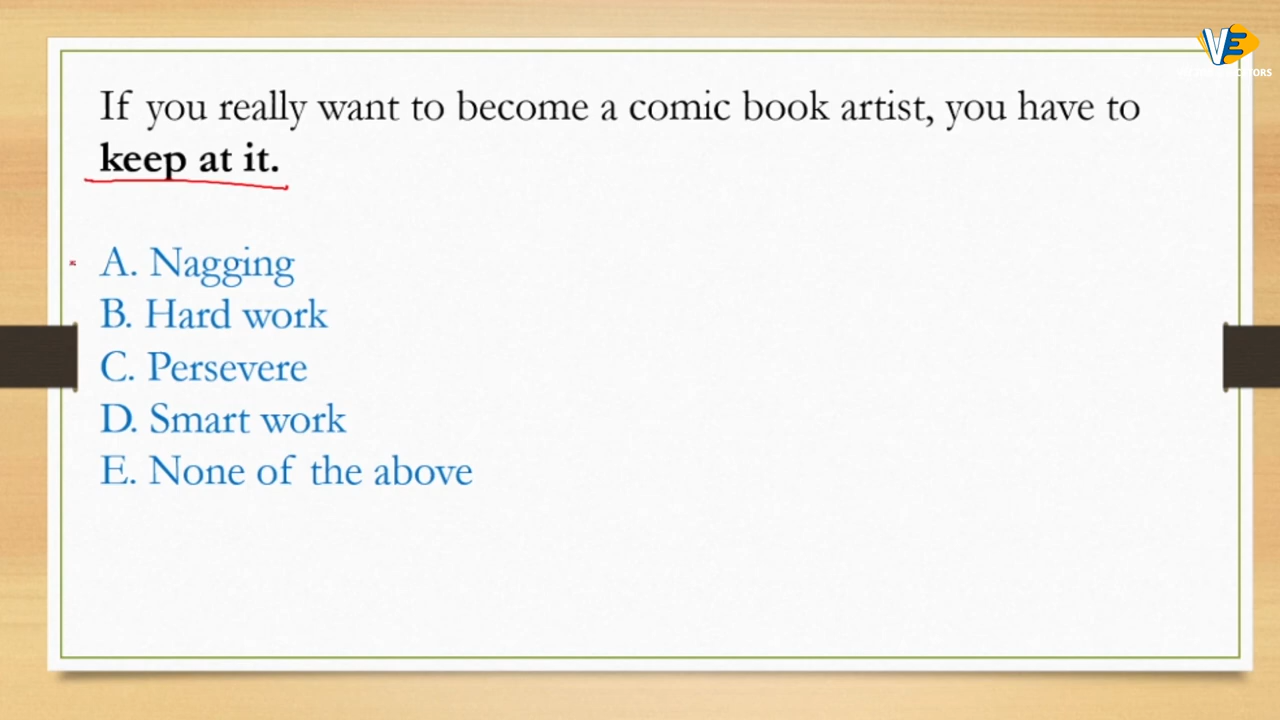 VE
If you really want to become a comic book artist, you have to
keep at it.
A. Nagging
B. Hard work
C. Persevere
D. Smart work
E. None of the above